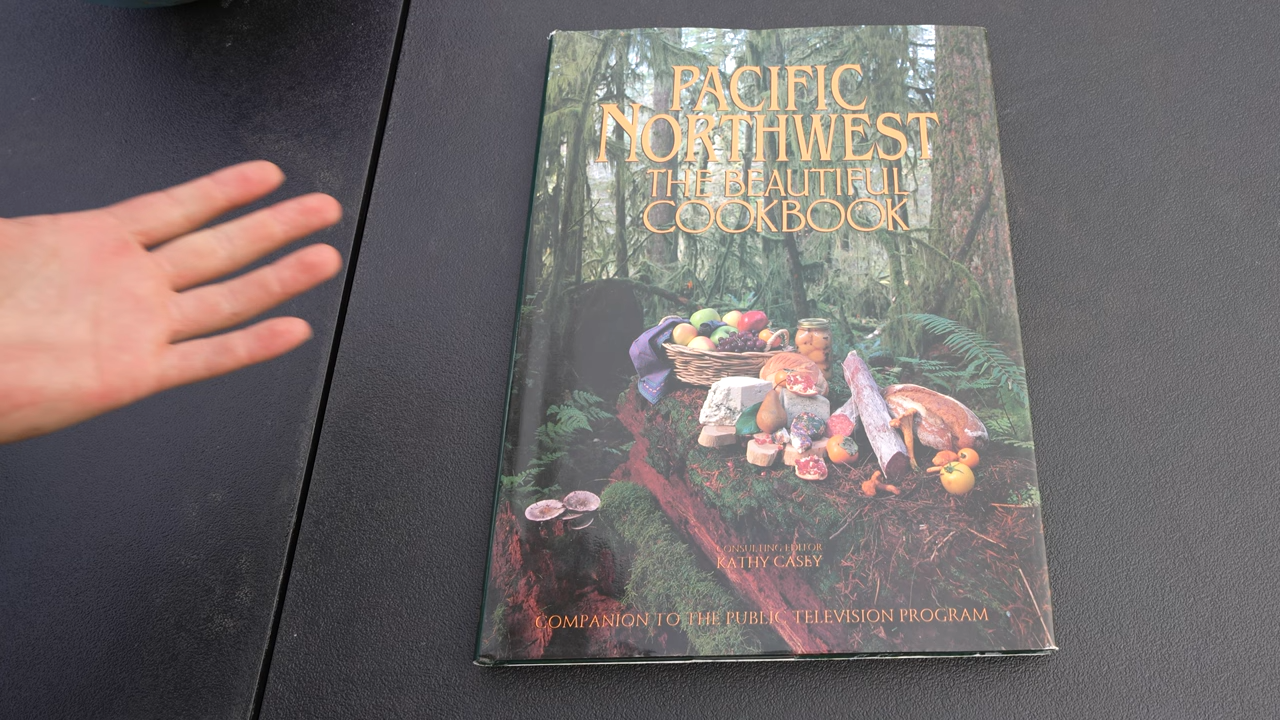 PACIFIC
NORTHWEST
THE BEAUTIFUL
COOKBOOK
CONSULTING EDITOR
KATHY CASEY
COMPANION TO THE PUBLIC TELEVISION PROGRAM